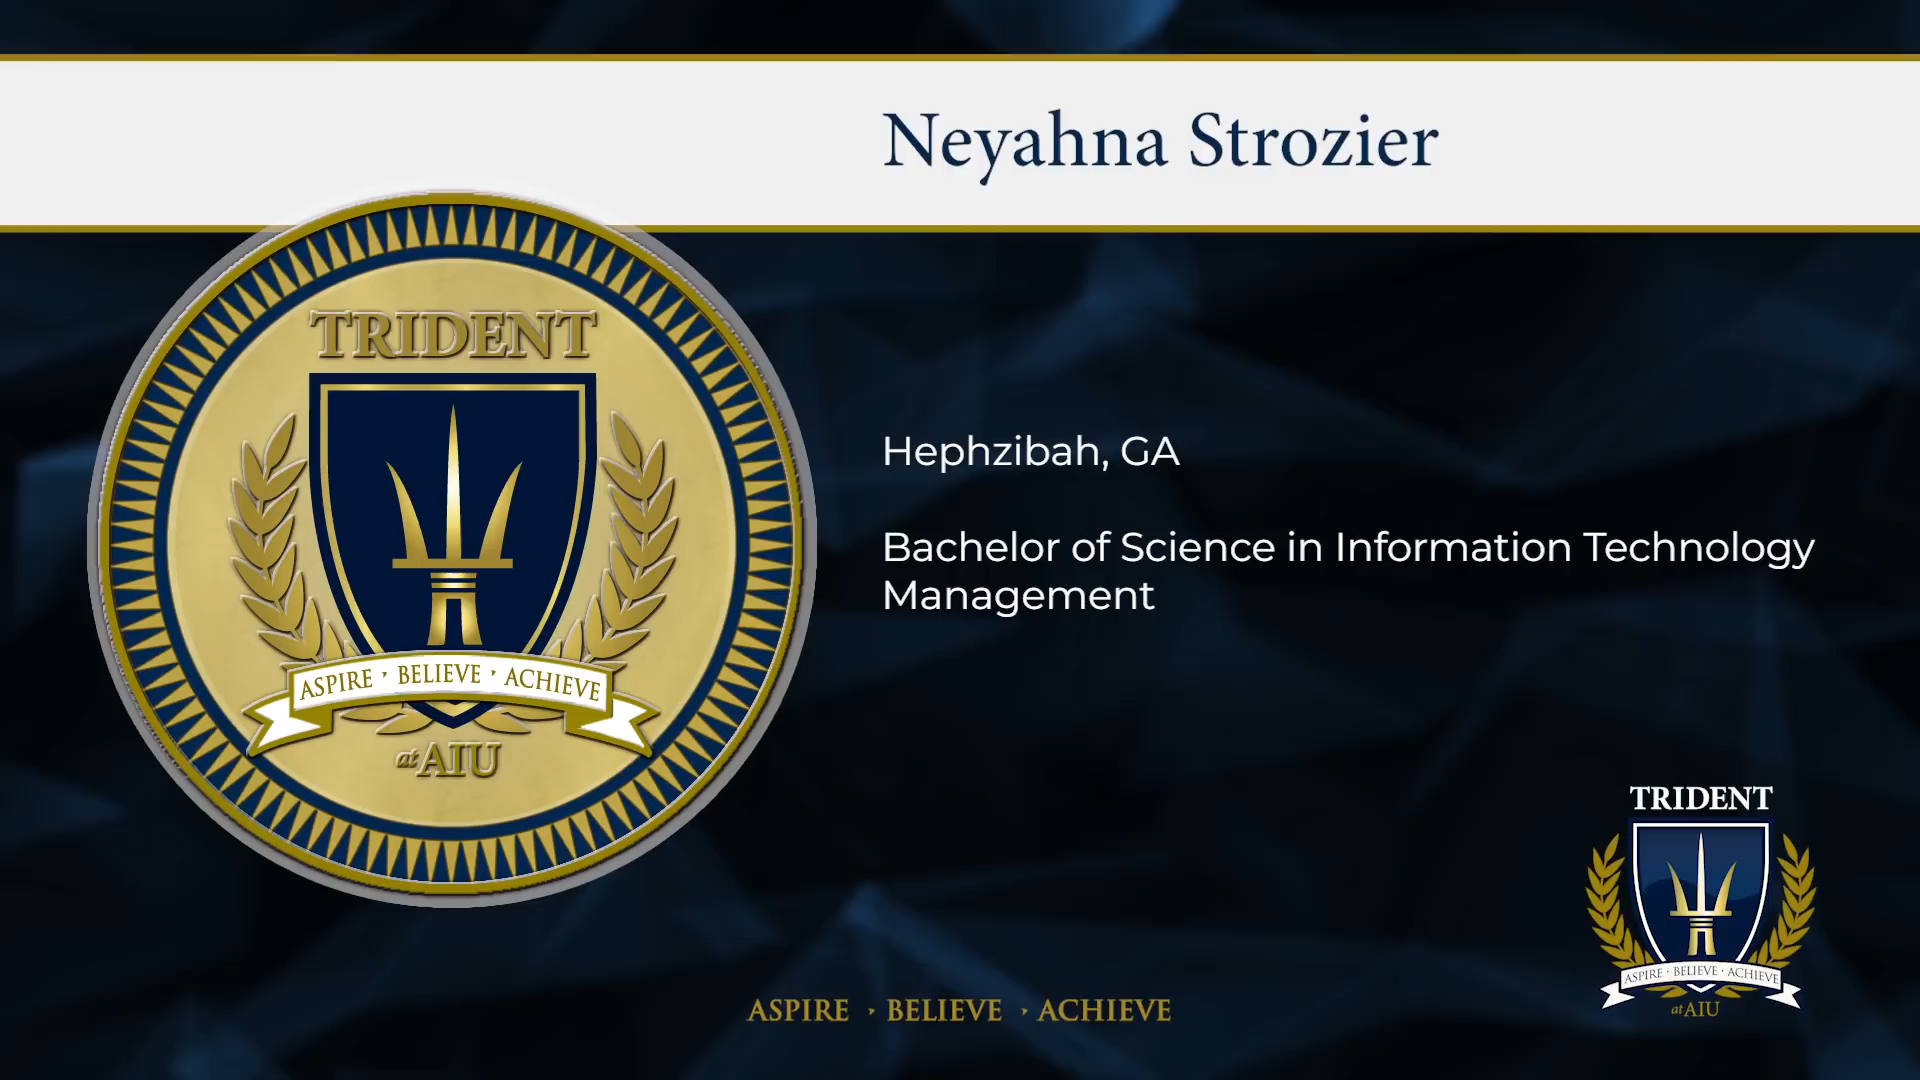 Neyahna Strozier
TRIDENT
ASPIRE · BELIEVE · ACHIEVE
at AIU
Hephzibah, GA
Bachelor of Science in Information Technology
Management
TRIDENT
ASPIRE · BELIEVE · ACHIEVE
at AIU
ASPIRE · BELIEVE · ACHIEVE